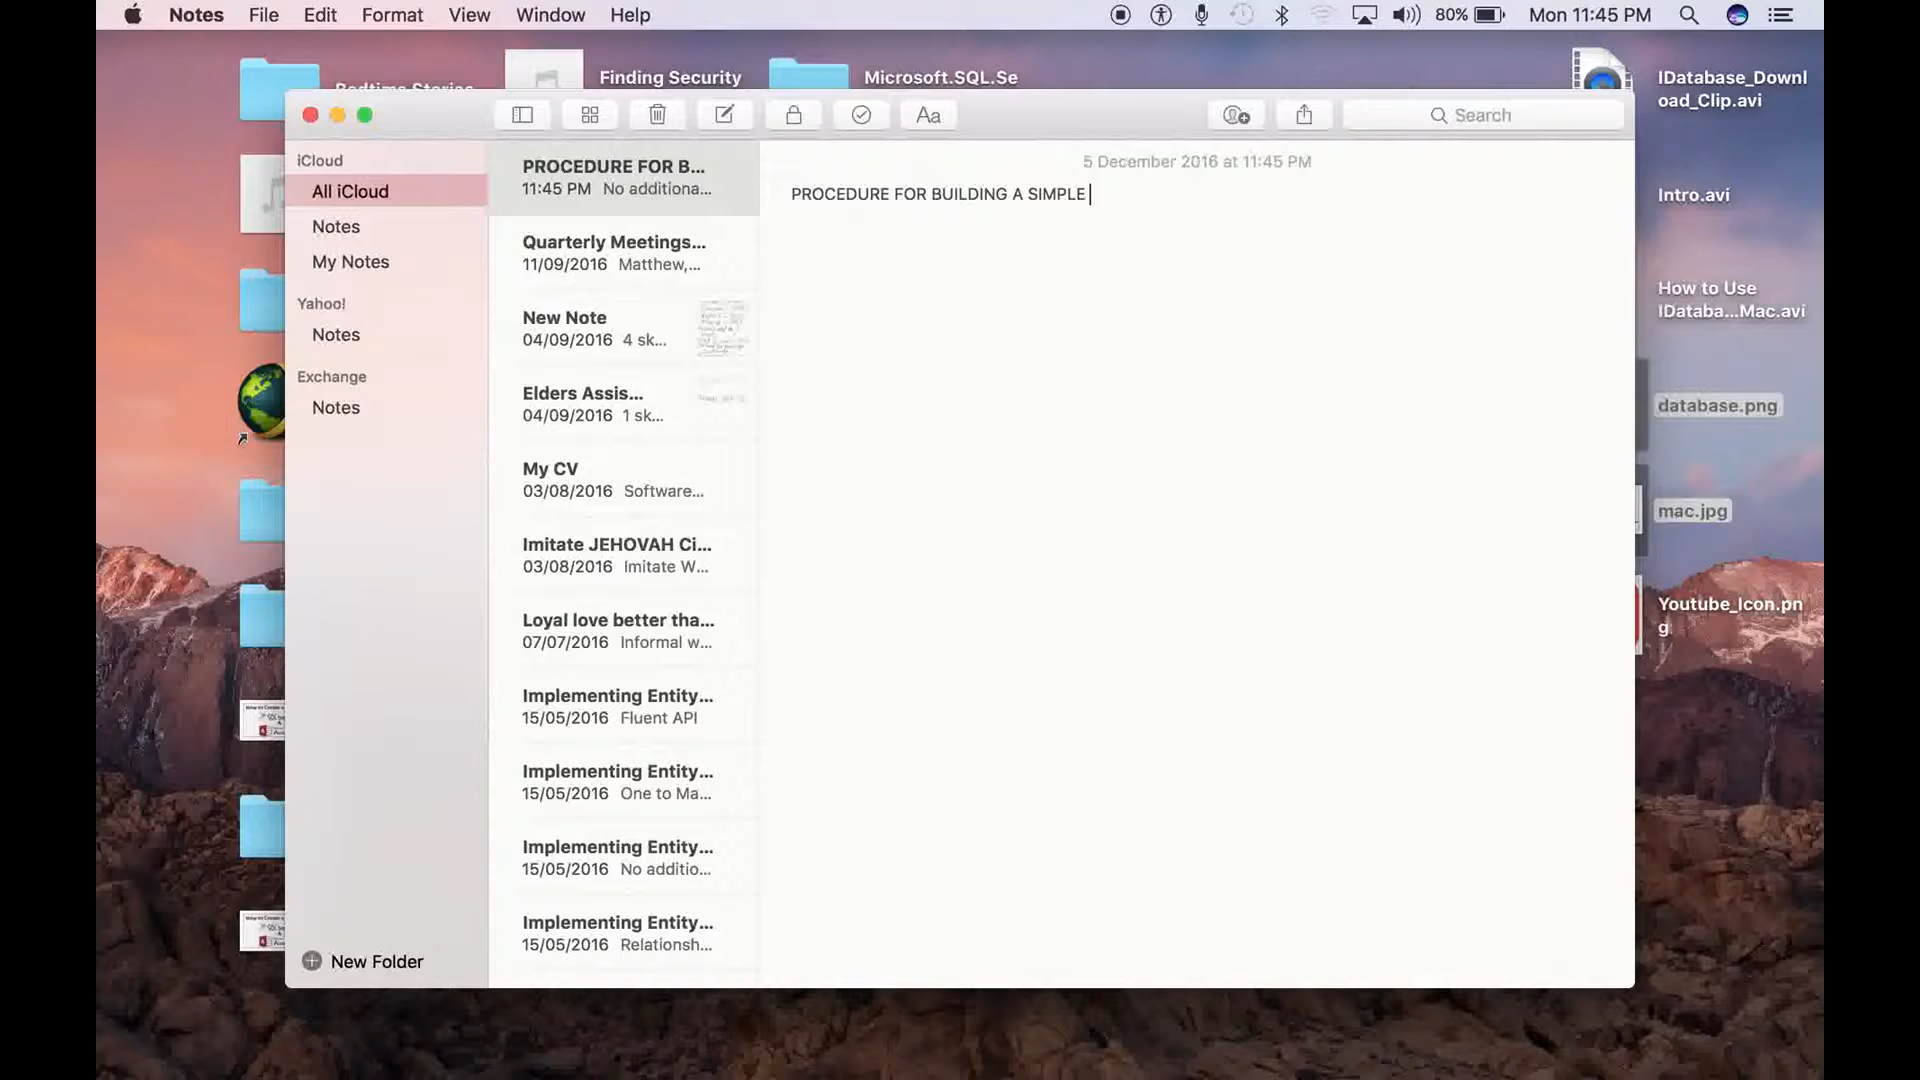 Notes File Edit Format View Window Help
80% Mon 11:45 PM
Bedtime Stories
Finding Security
Microsoft.SQL.Se
IDatabase_Downl
oad_Clip.avi
Search
iCloud
All iCloud
Notes
My Notes
Yahoo!
Notes
Exchange
Notes
New Folder
PROCEDURE FOR B...
11:45 PM No additiona...
Quarterly Meetings...
11/09/2016 Matthew,...
New Note
04/09/2016 4 sk...
Elders Assis...
04/09/2016 1 sk...
My CV
03/08/2016 Software...
Imitate JEHOVAH Ci...
03/08/2016 Imitate W...
Loyal love better tha...
07/07/2016 Informal w...
Implementing Entity...
15/05/2016 Fluent API
Implementing Entity...
15/05/2016 One to Ma...
Implementing Entity...
15/05/2016 No additio...
Implementing Entity...
15/05/2016 Relationsh...
5 December 2016 at 11:45 PM
PROCEDURE FOR BUILDING A SIMPLE
Intro.avi
How to Use
IDataba...Mac.avi
database.png
mac.jpg
Youtube_Icon.pn
g